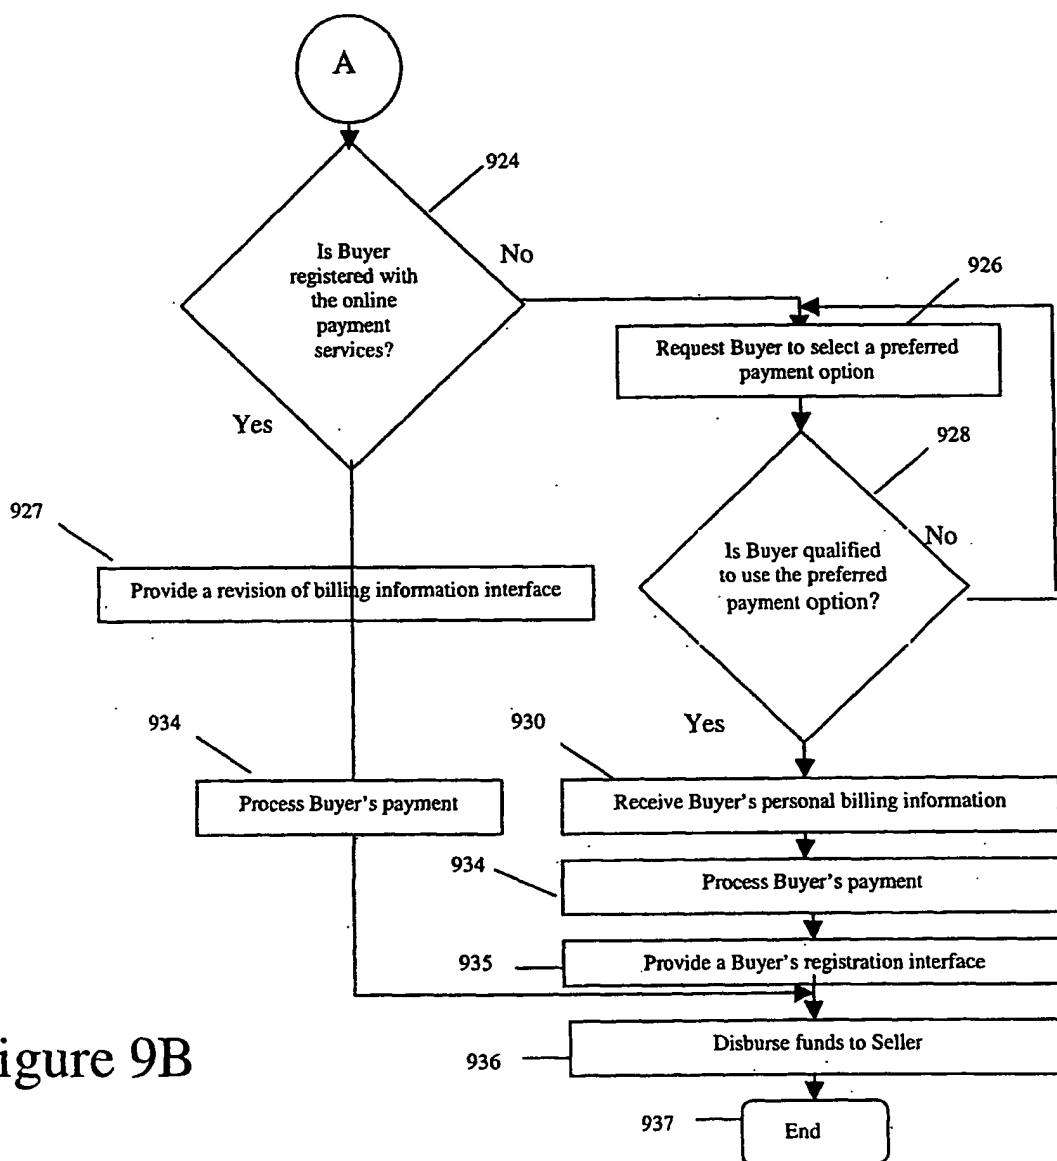 A
924
Is Buyer
registered with
the online
payment
services?
No
Yes
926
Request Buyer to select a preferred
payment option
928
Is Buyer qualified
to use the preferred
payment option?
No
Yes
927
Provide a revision of billing information interface
934
Process Buyer's payment
930
Receive Buyer's personal billing information
934
Process Buyer's payment
935
Provide a Buyer's registration interface
936
Disburse funds to Seller
937
End
igure 9B